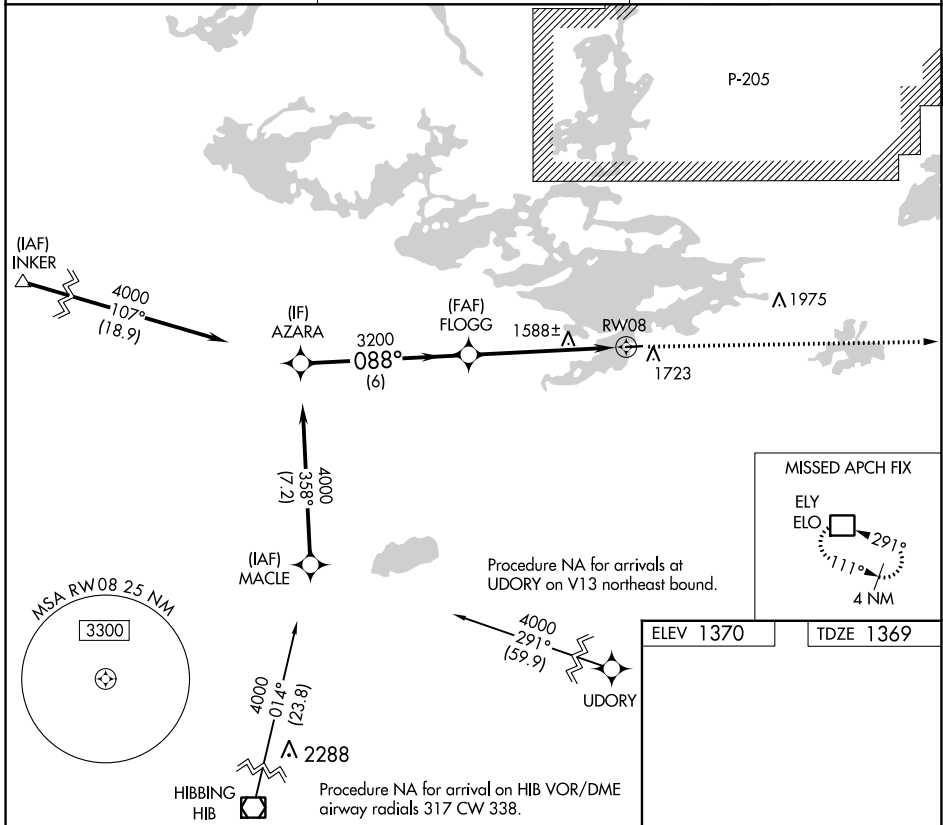 P-205
(IAF)
INKER
4000
107°
(18.9)
(IF)
AZARA
3200
088°
(6)
(FAF)
FLOGG
1588±
RW08
1975
1723
4000
358°
(7.2)
(IAF)
MACLE
MISSED APCH FIX
ELY
ELO
291°
111°
4 NM
Procedure NA for arrivals at
UDORY on V13 northeast bound.
4000
291°
(59.9)
UDORY
MSA RW08 25 NM
3300
4000
014°
(23.8)
2288
HIBBING
HIB
Procedure NA for arrival on HIB VOR/DME
airway radials 317 CW 338.
ELEV 1370
TDZE 1369